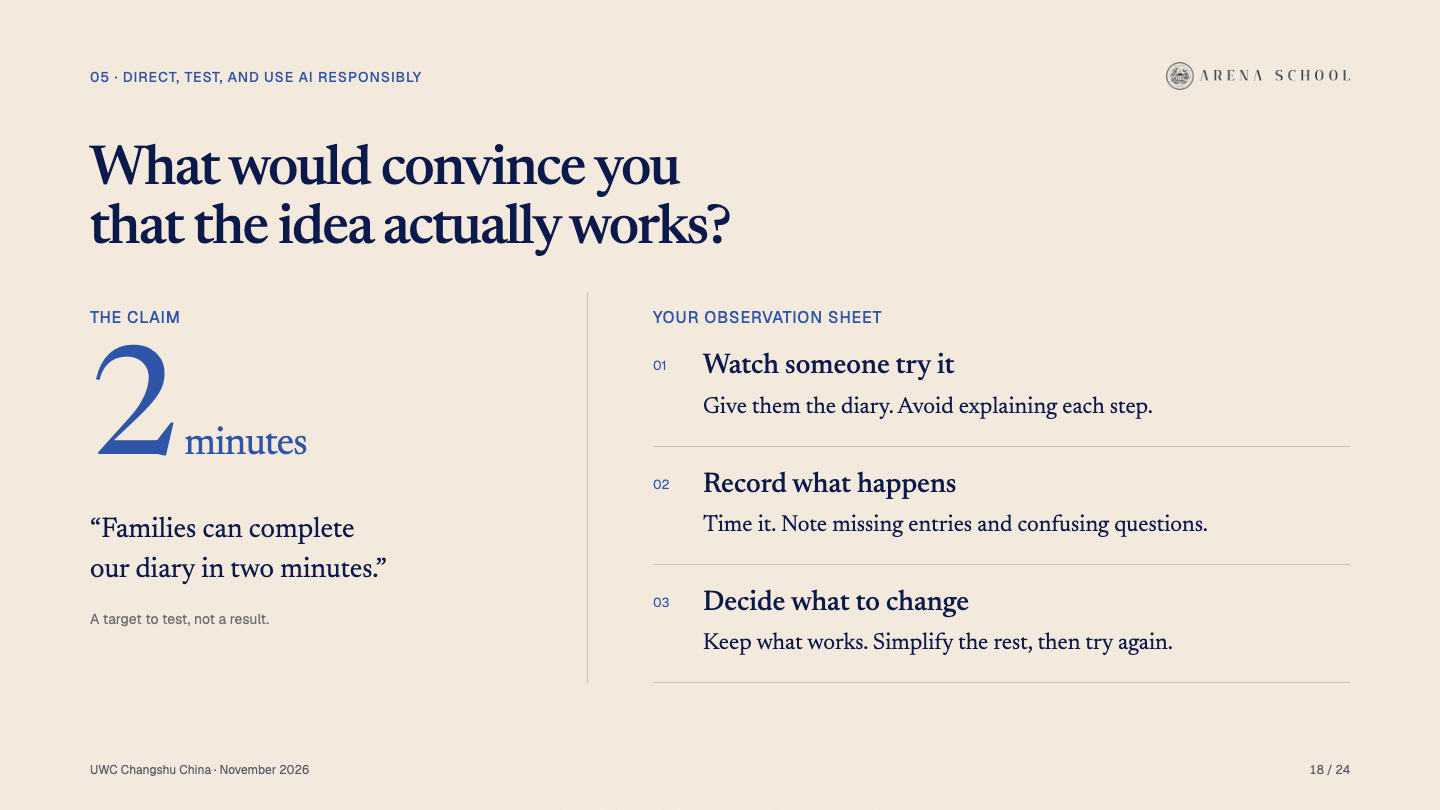 05 · DIRECT, TEST, AND USE AI RESPONSIBLY
ARENA SCHOOL
What would convince you
that the idea actually works?
THE CLAIM
2 minutes
“Families can complete
our diary in two minutes.”
A target to test, not a result.
YOUR OBSERVATION SHEET
01 Watch someone try it
Give them the diary. Avoid explaining each step.
02 Record what happens
Time it. Note missing entries and confusing questions.
03 Decide what to change
Keep what works. Simplify the rest, then try again.
UWC Changshu China · November 2026
18 / 24